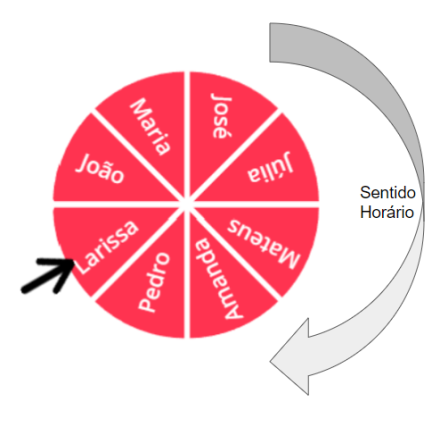 José
Júlia
Mateus
Amanda
Pedro
Larissa
João
Maria
Sentido
Horário